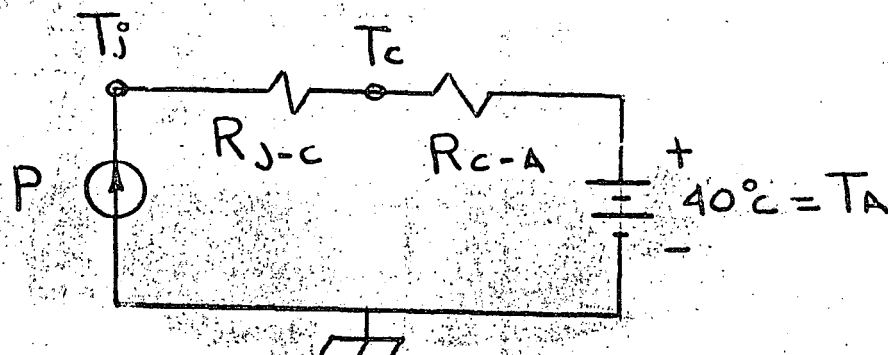 Tj
Tc
RJ-C
RC-A
P
+
40°C = TA
-